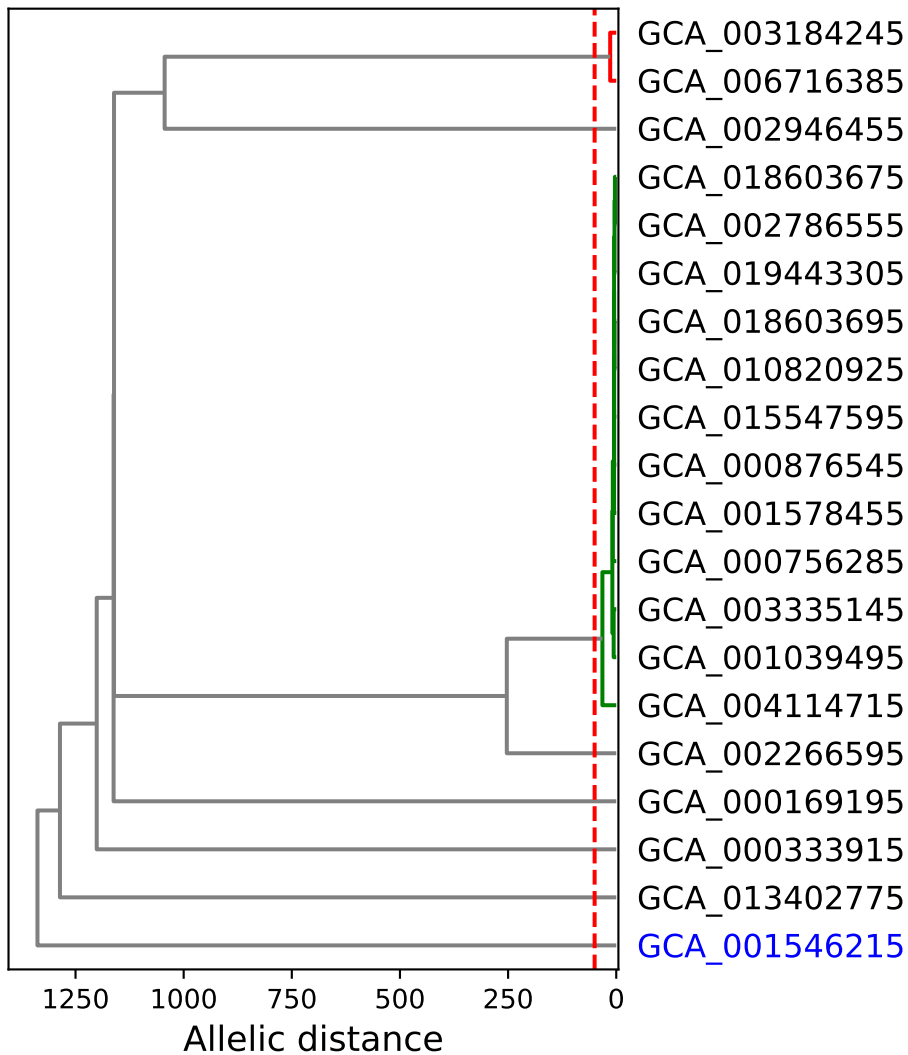 GCA_003184245
GCA_006716385
GCA_002946455
GCA_018603675
GCA_002786555
GCA_019443305
GCA_018603695
GCA_010820925
GCA_015547595
GCA_000876545
GCA_001578455
GCA_000756285
GCA_003335145
GCA_001039495
GCA_004114715
GCA_002266595
GCA_000169195
GCA_000333915
GCA_013402775
GCA_001546215
1250 1000 750 500 250 0
Allelic distance